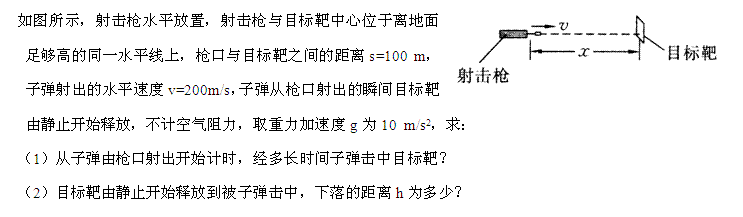 如图所示，射击枪水平放置，射击枪与目标靶中心位于离地面
足够高的同一水平线上，枪口与目标靶之间的距离 s=100 m，
子弹射出的水平速度 v=200m/s，子弹从枪口射出的瞬间目标靶
由静止开始释放，不计空气阻力，取重力加速度 g 为 10 m/s²，求：
（1）从子弹由枪口射出开始计时，经多长时间子弹击中目标靶？
（2）目标靶由静止开始释放到被子弹击中，下落的距离 h 为多少？
v
x
射击枪
目标靶